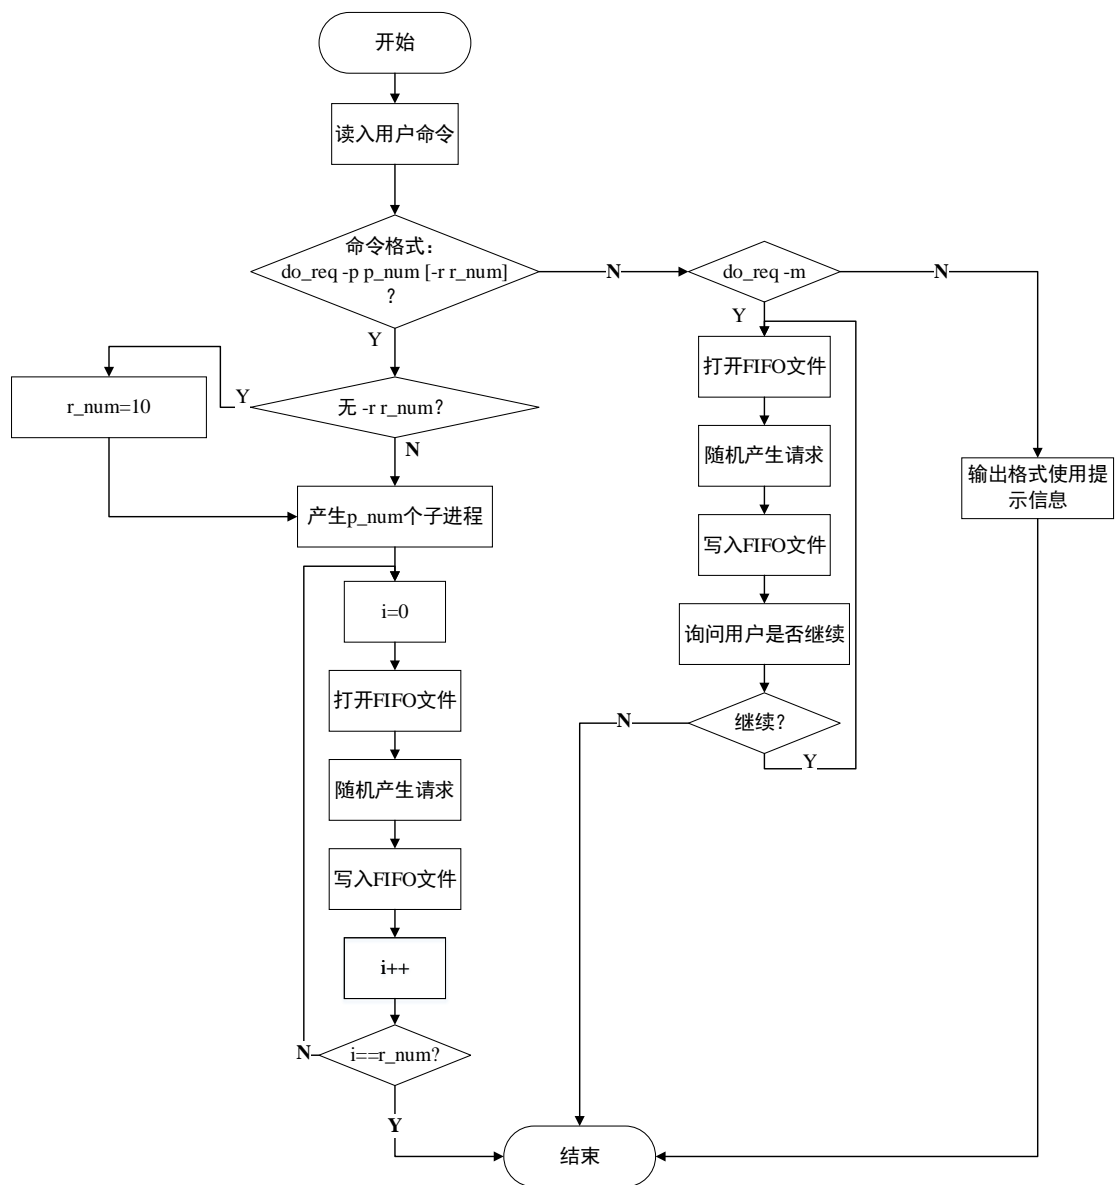 开始
读入用户命令
命令格式：
do_req -p p_num [-r r_num]
？
N
do_req -m
N
Y
Y
打开FIFO文件
Y
无 -r r_num？
r_num=10
N
随机产生请求
输出格式使用提
示信息
产生p_num个子进程
写入FIFO文件
i=0
询问用户是否继续
打开FIFO文件
N
继续？
Y
随机产生请求
写入FIFO文件
i++
N
i==r_num?
Y
结束